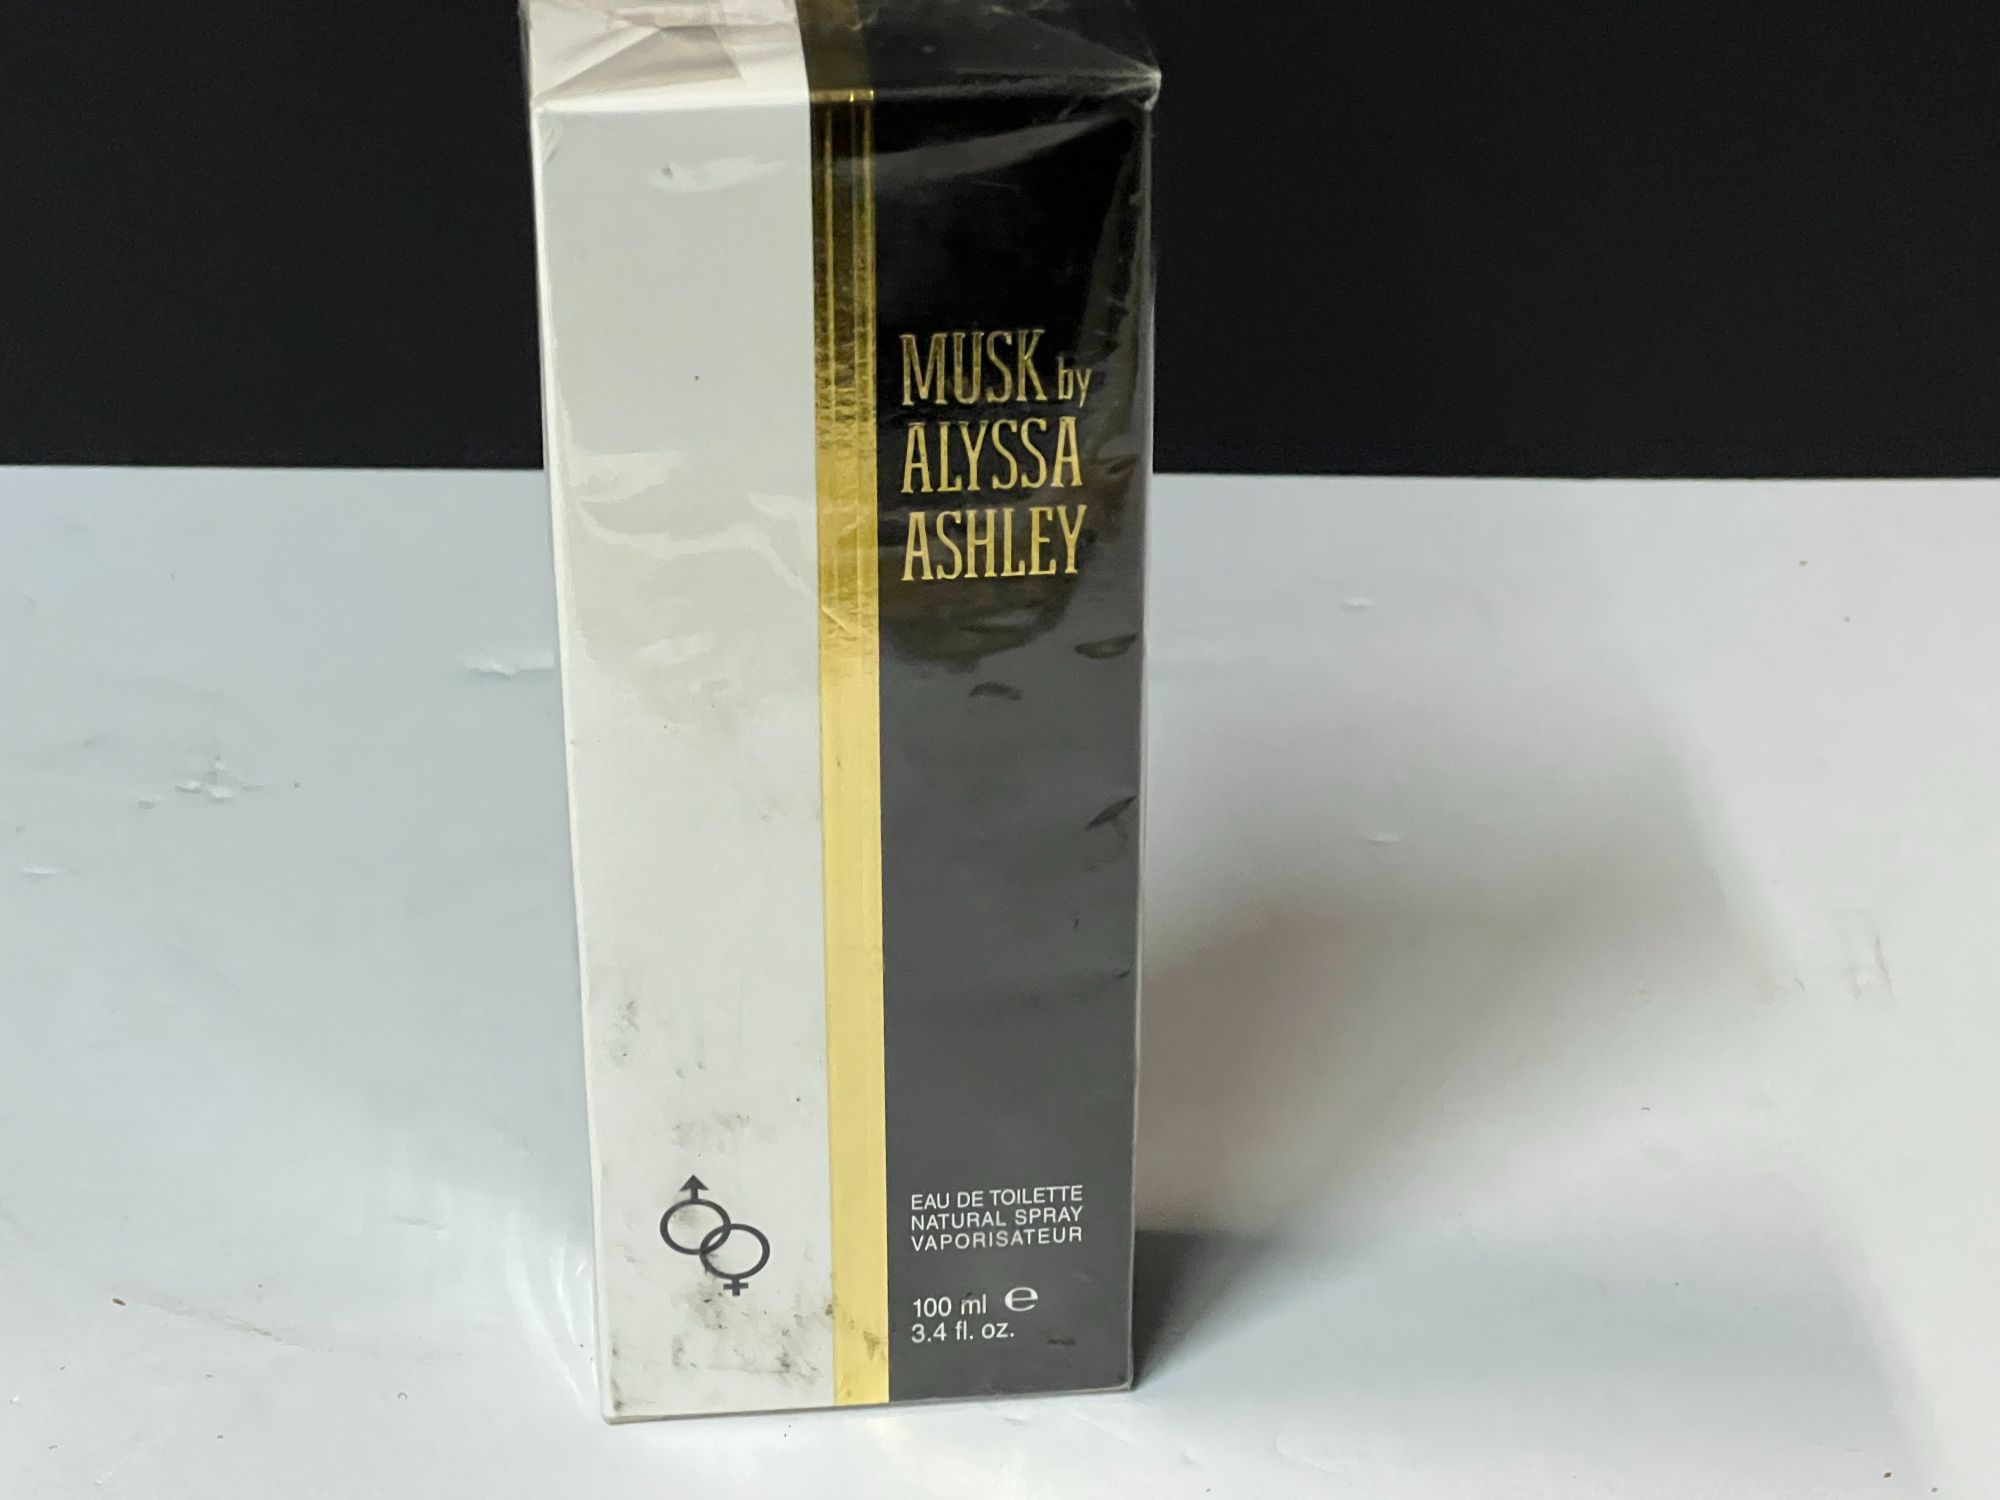 MUSK by
ALYSSA
ASHLEY
EAU DE TOILETTE
NATURAL SPRAY
VAPORISATEUR
100 ml ℮
3.4 fl. oz.